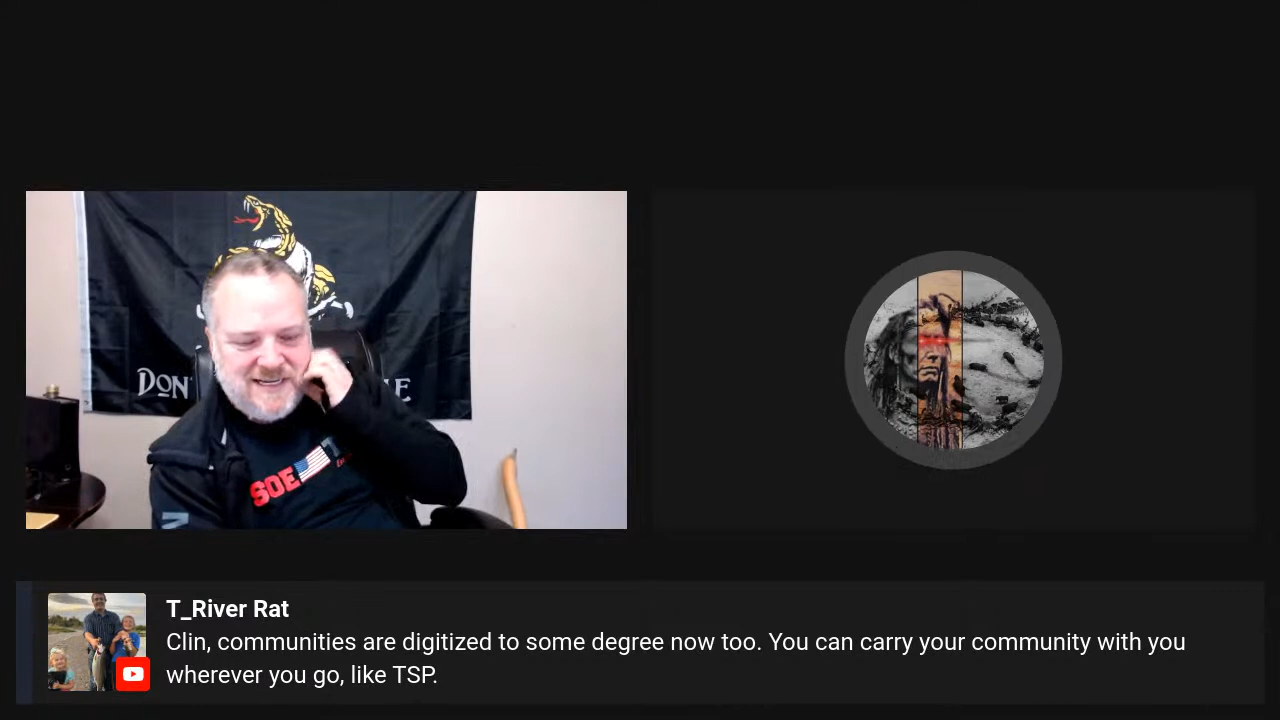 DON
E
SOE
T_River Rat
Clin, communities are digitized to some degree now too. You can carry your community with you
wherever you go, like TSP.